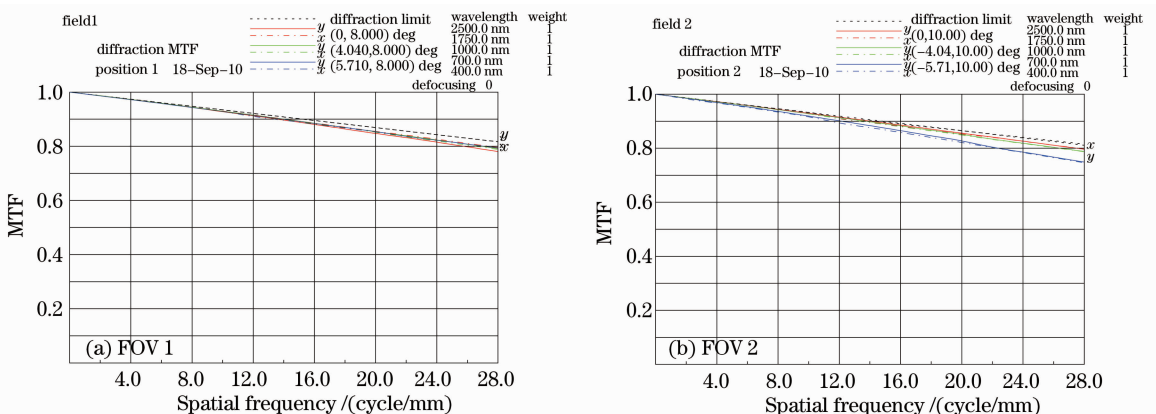 field1
diffraction MTF
position 1 18-Sep-10
diffraction limit
y
x (0, 8.000) deg
y
x (4.040,8.000) deg
y
x (5.710, 8.000) deg
wavelength weight
2500.0 nm 1
1750.0 nm 1
1000.0 nm 1
700.0 nm 1
400.0 nm 1
defocusing 0
MTF
1.0
0.8
0.6
0.4
0.2
y
x
(a) FOV 1
4.0 8.0 12.0 16.0 20.0 24.0 28.0
Spatial frequency /(cycle/mm)
field 2
diffraction MTF
position 2 18-Sep-10
diffraction limit
y
x (0,10.00) deg
y
x (-4.04,10.00) deg
y
x (-5.71,10.00) deg
wavelength weight
2500.0 nm 1
1750.0 nm 1
1000.0 nm 1
700.0 nm 1
400.0 nm 1
defocusing 0
MTF
1.0
0.8
0.6
0.4
0.2
x
y
(b) FOV 2
4.0 8.0 12.0 16.0 20.0 24.0 28.0
Spatial frequency /(cycle/mm)